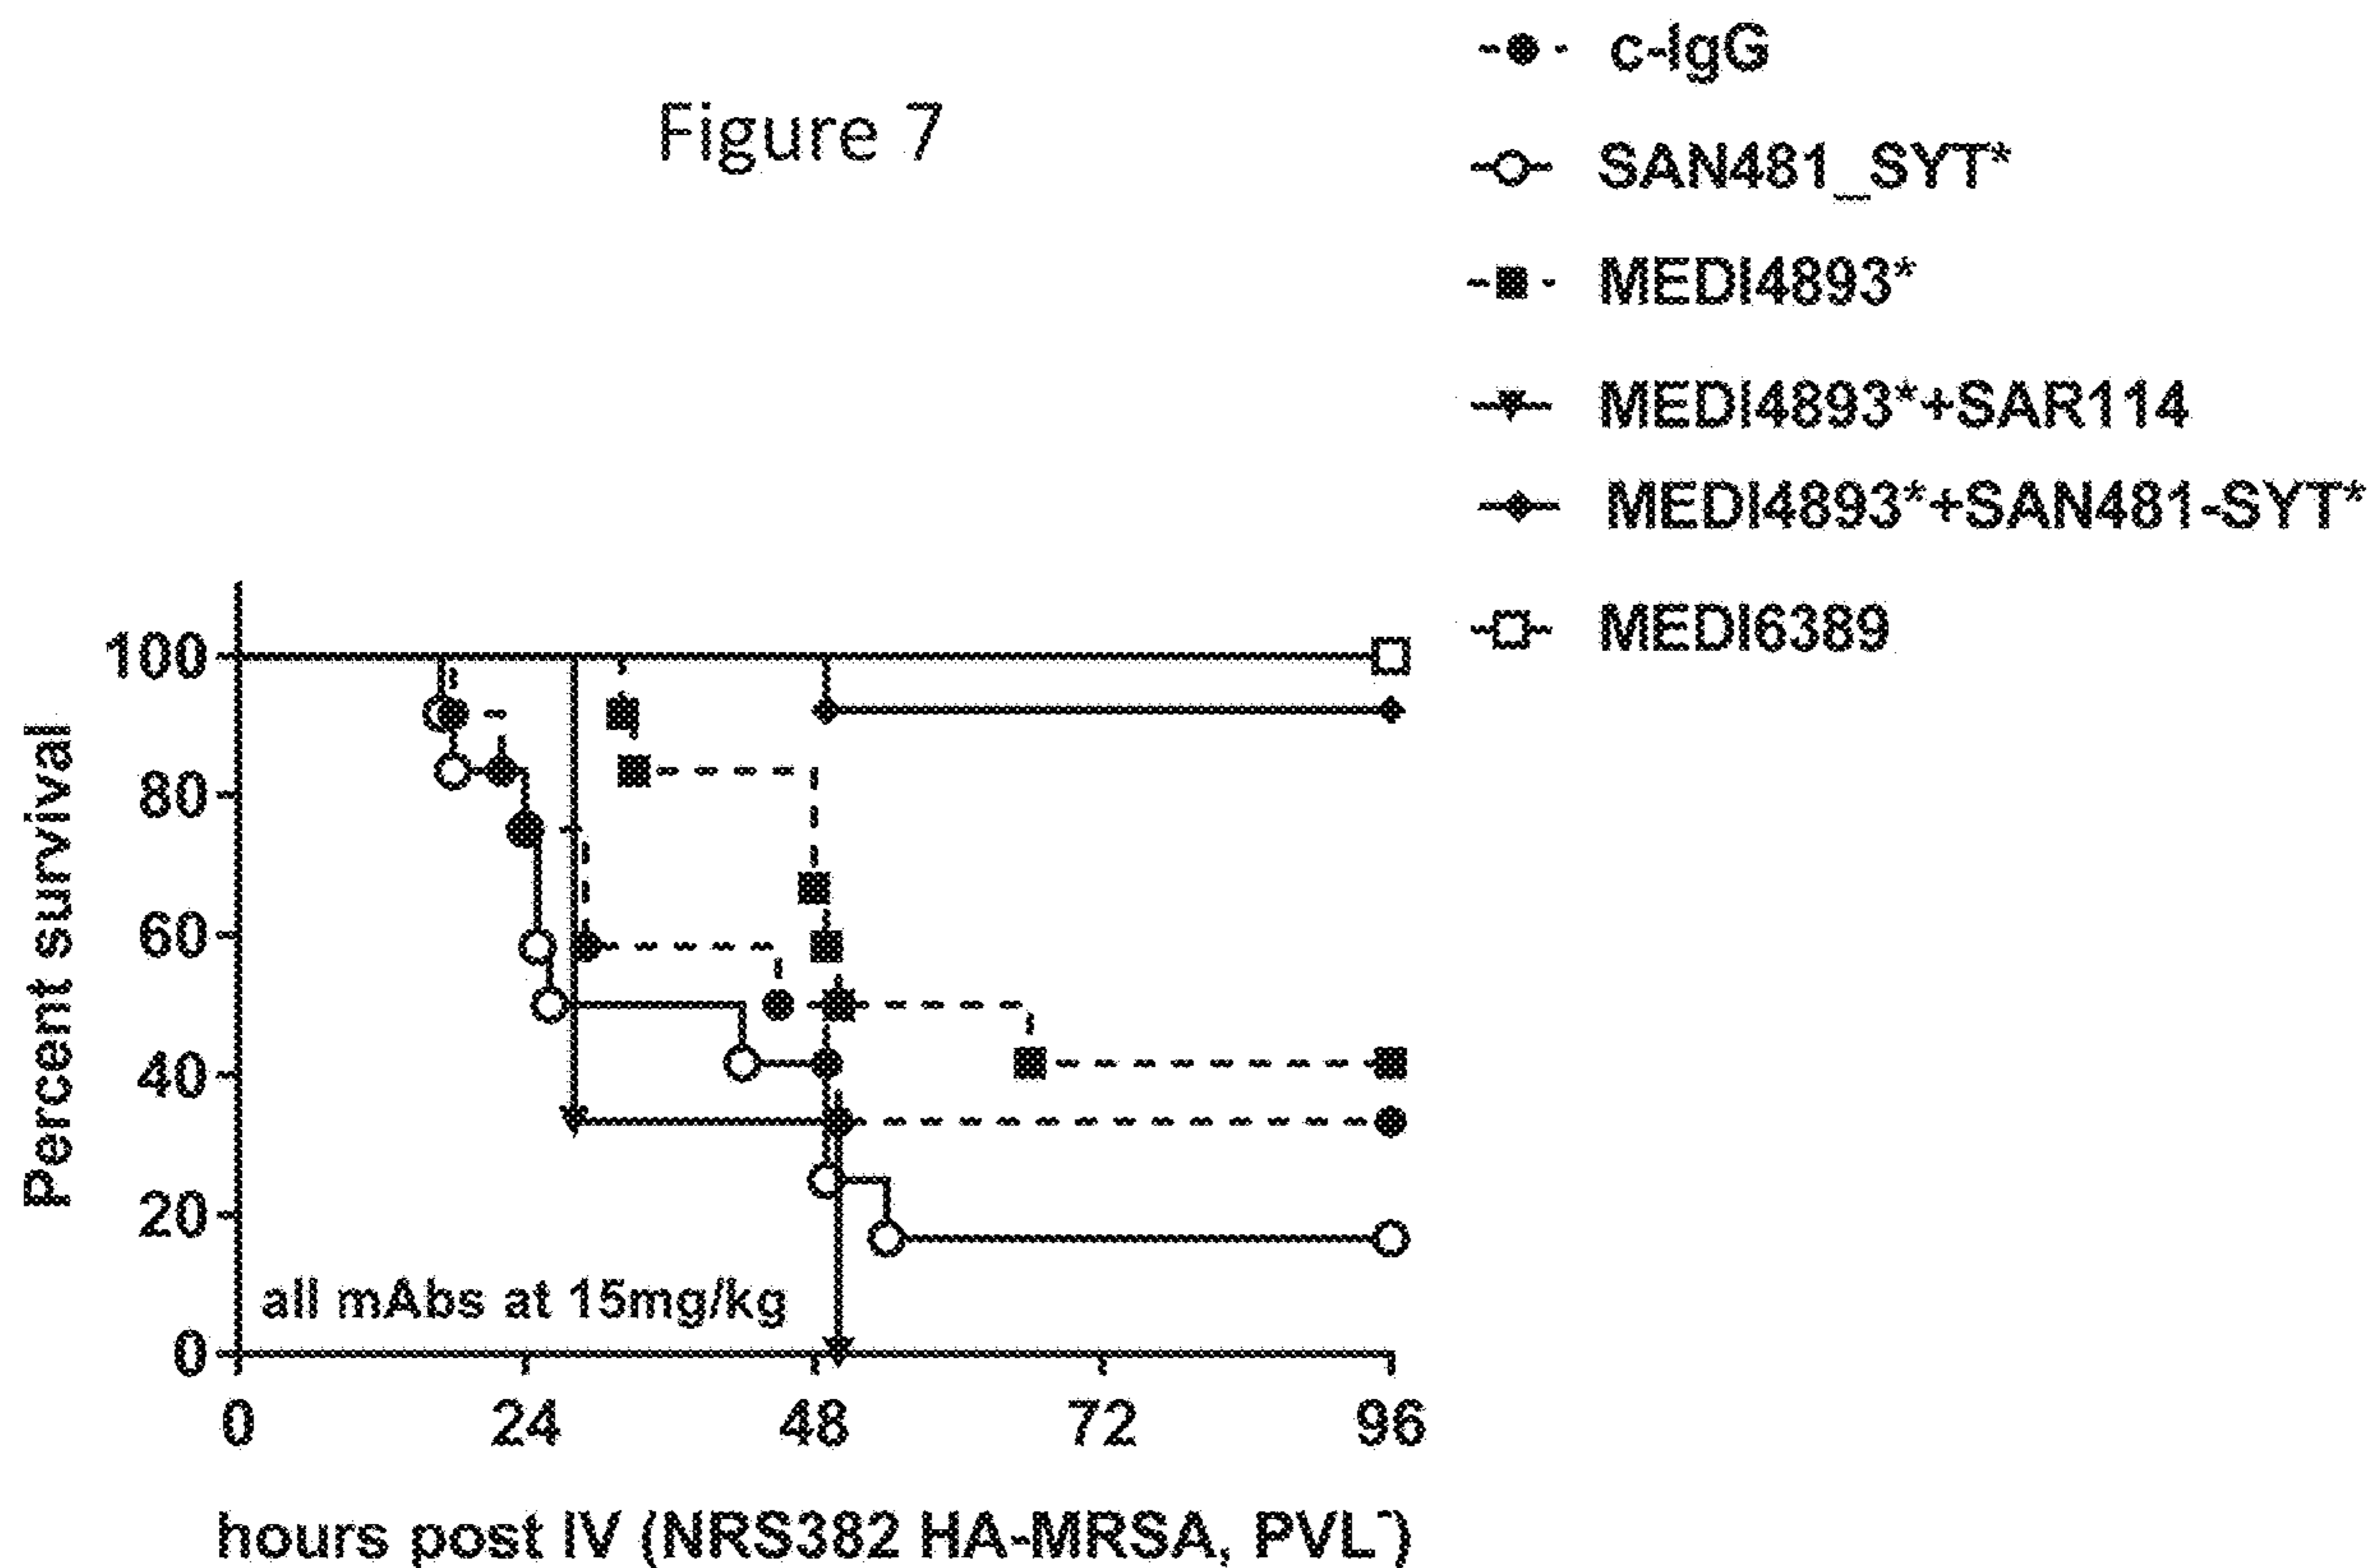 Figure 7
c-IgG
SAN481_SYT*
MEDI4893*
MEDI4893*+SAR114
MEDI4893*+SAN481-SYT*
MEDI6389
Percent survival
100
80
60
40
20
0
all mAbs at 15mg/kg
0 24 48 72 96
hours post IV (NRS382 HA-MRSA, PVL⁻)